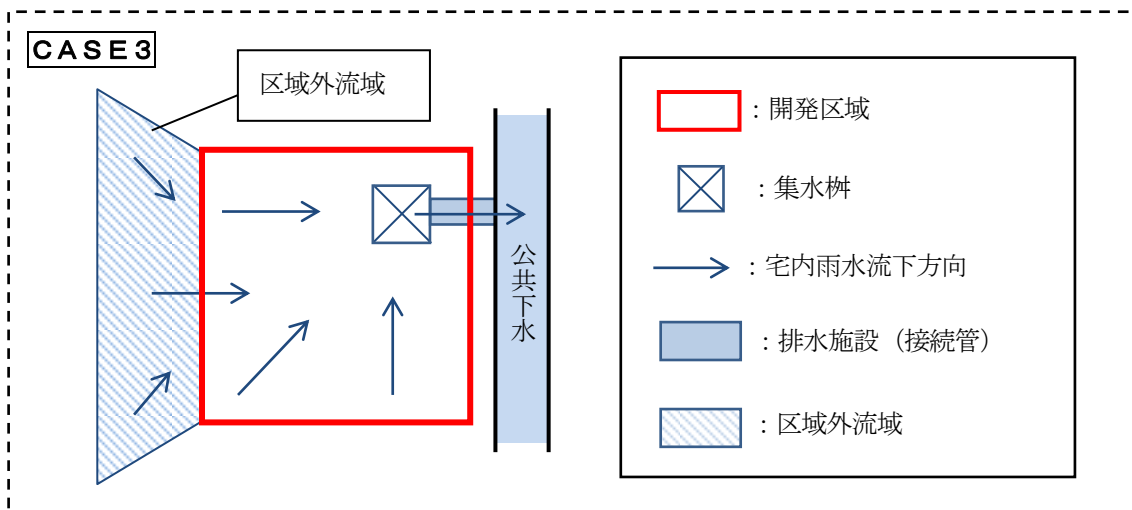 ＣＡＳＥ３
区域外流域
公共下水
：開発区域
：集水桝
：宅内雨水流下方向
：排水施設（接続管）
：区域外流域